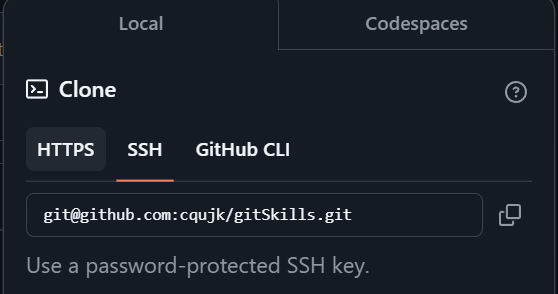 Local
Codespaces
Clone
HTTPS
SSH
GitHub CLI
git@github.com:cqujk/gitSkills.git
Use a password-protected SSH key.